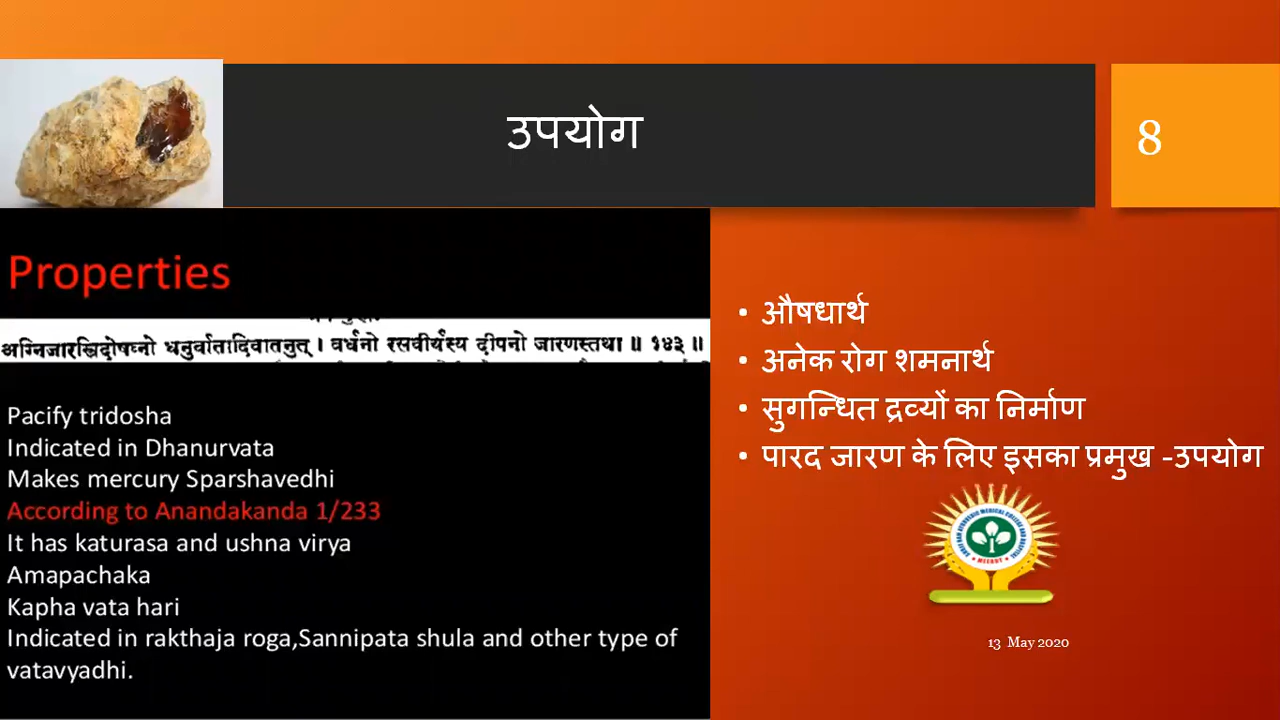 उपयोग
8
Properties
अग्निजारस्त्रिदोषघ्नो धनुर्वातादिवातनुत् । वर्धनो रसवीर्यस्य दीपनो जारणस्तथा ॥ १४३ ॥
Pacify tridosha
Indicated in Dhanurvata
Makes mercury Sparshavedhi
According to Anandakanda 1/233
It has katurasa and ushna virya
Amapachaka
Kapha vata hari
Indicated in rakthaja roga,Sannipata shula and other type of
vatavyadhi.
• औषधार्थ
• अनेक रोग शमनार्थ
• सुगन्धित द्रव्यों का निर्माण
• पारद जारण के लिए इसका प्रमुख -उपयोग
MEERUT
13 May 2020